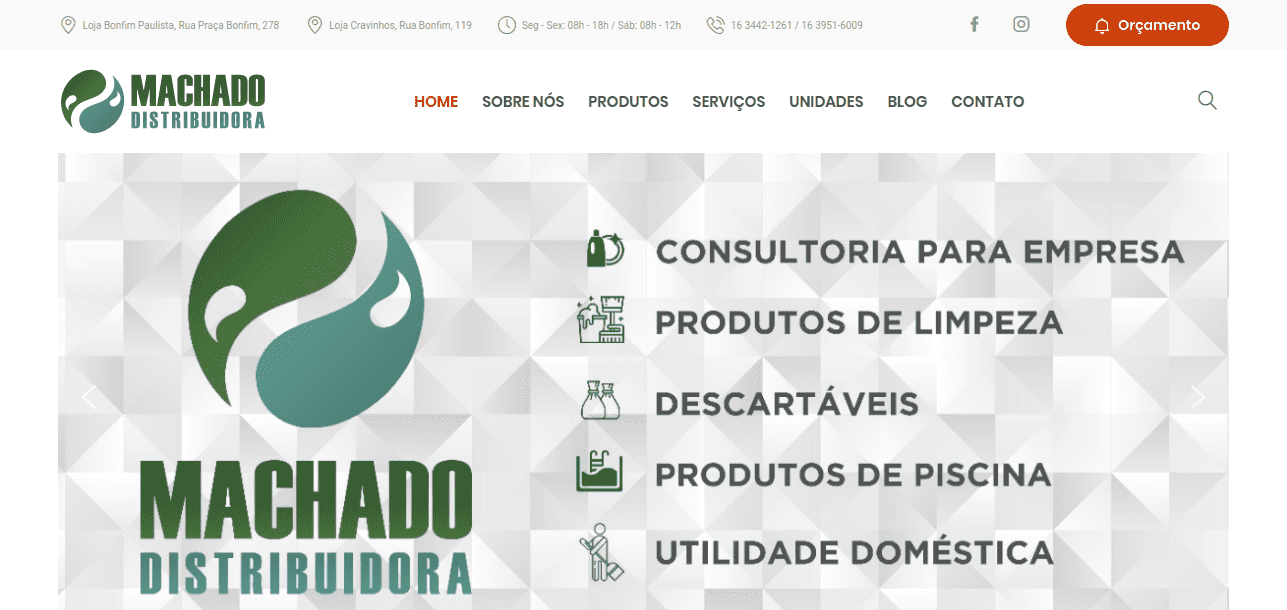 Loja Bonfim Paulista, Rua Praça Bonfim, 278
Loja Cravinhos, Rua Bonfim, 119
Seg - Sex: 08h - 18h / Sáb: 08h - 12h
16 3442-1261 / 16 3951-6009
Orçamento
MACHADO
DISTRIBUIDORA
HOME SOBRE NÓS PRODUTOS SERVIÇOS UNIDADES BLOG CONTATO
CONSULTORIA PARA EMPRESA
PRODUTOS DE LIMPEZA
DESCARTÁVEIS
PRODUTOS DE PISCINA
UTILIDADE DOMÉSTICA
MACHADO
DISTRIBUIDORA